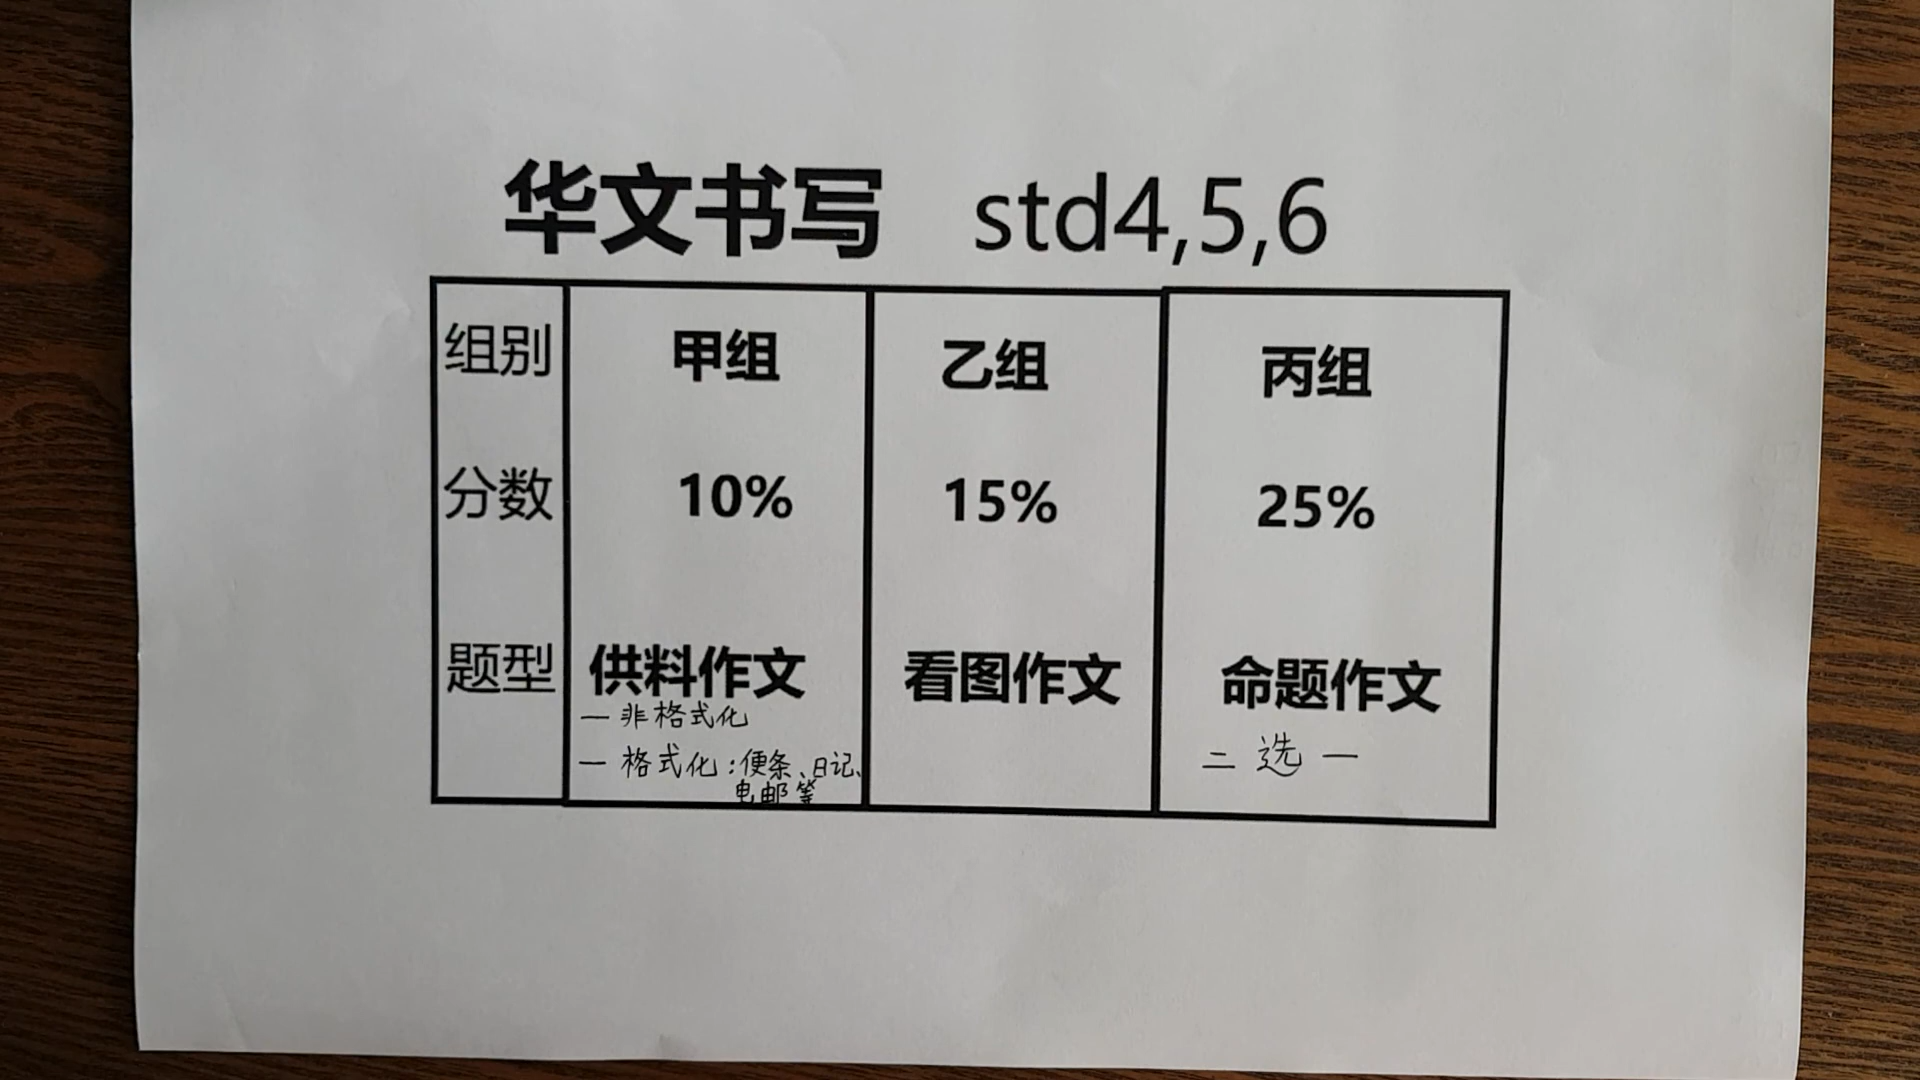 华文书写 std4,5,6
组别 甲组 乙组 丙组
分数 10% 15% 25%
题型 供料作文 看图作文 命题作文
一 非格式化
一 格式化:便条、日记、
电邮等
二选一